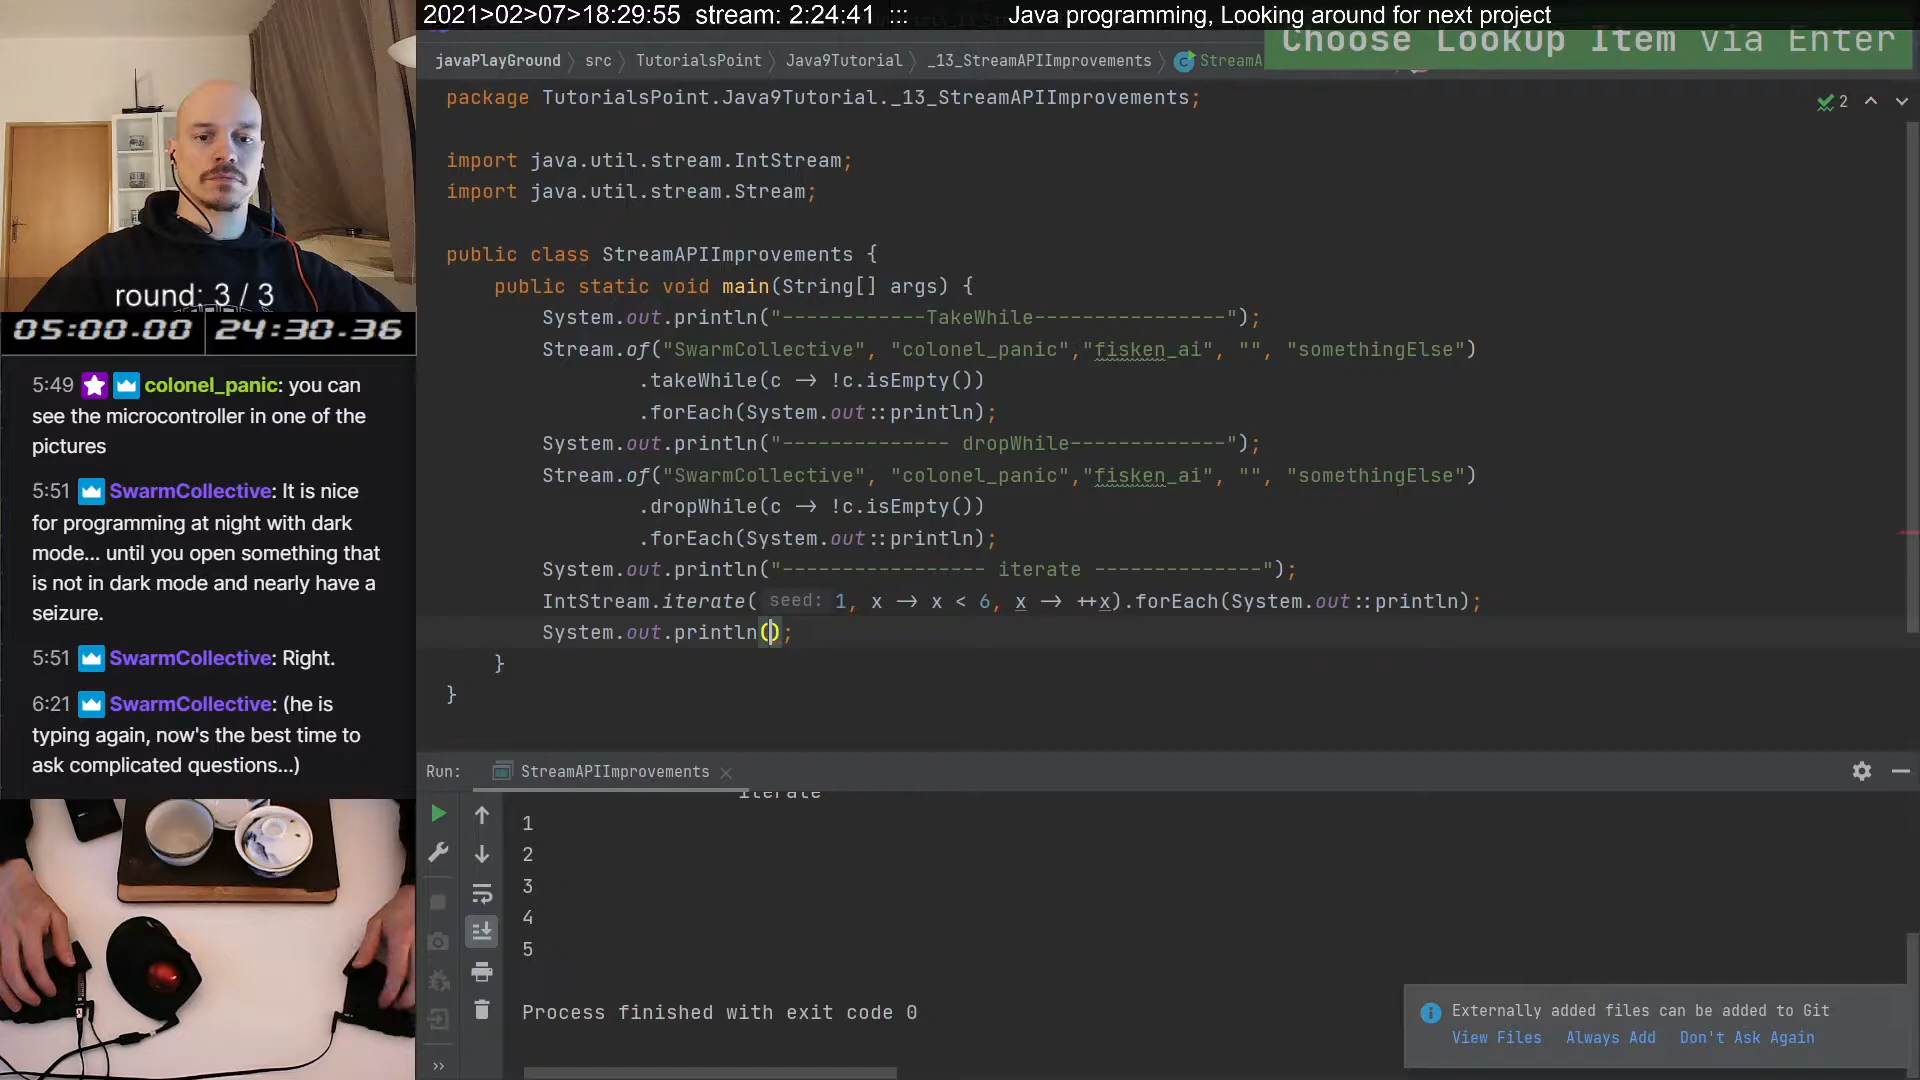 2021>02>07>18:29:55  stream: 2:24:41  :::  Java programming, Looking around for next project
Choose Lookup Item via Enter
javaPlayGround 〉 src 〉 TutorialsPoint 〉 Java9Tutorial 〉 _13_StreamAPIImprovements 〉 StreamA
package TutorialsPoint.Java9Tutorial._13_StreamAPIImprovements;
2
import java.util.stream.IntStream;
import java.util.stream.Stream;
public class StreamAPIImprovements {
public static void main(String[] args) {
System.out.println("------------TakeWhile----------------");
Stream.of("SwarmCollective", "colonel_panic","fisken_ai", "", "somethingElse")
.takeWhile(c → !c.isEmpty())
.forEach(System.out::println);
System.out.println("-------------- dropWhile-------------");
Stream.of("SwarmCollective", "colonel_panic","fisken_ai", "", "somethingElse")
.dropWhile(c → !c.isEmpty())
.forEach(System.out::println);
System.out.println("----------------- iterate --------------");
IntStream.iterate( seed: 1, x → x < 6, x → ++x).forEach(System.out::println);
System.out.println();
}
}
round: 3 / 3
05:00.00 24:30.36
5:49 colonel_panic: you can
see the microcontroller in one of the
pictures
5:51 SwarmCollective: It is nice
for programming at night with dark
mode... until you open something that
is not in dark mode and nearly have a
seizure.
5:51 SwarmCollective: Right.
6:21 SwarmCollective: (he is
typing again, now's the best time to
ask complicated questions...)
Run: StreamAPIImprovements
iterate
1
2
3
4
5
Process finished with exit code 0
Externally added files can be added to Git
View Files Always Add Don't Ask Again